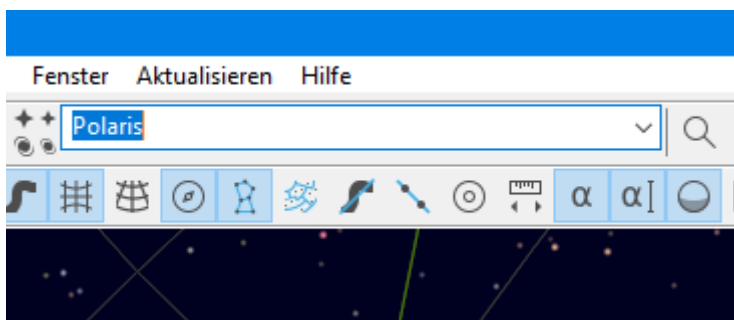 Fenster Aktualisieren Hilfe
Polaris
α α